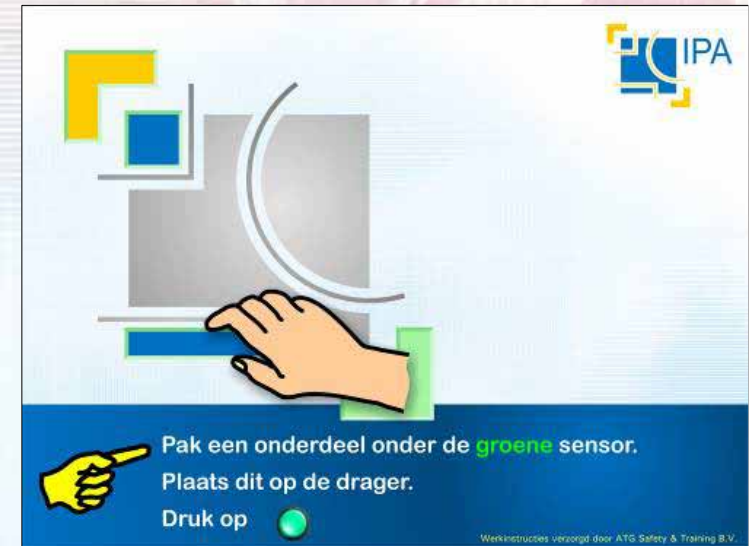 IPA
Pak een onderdeel onder de groene sensor.
Plaats dit op de drager.
Druk op
Werkinstructies verzorgd door ATG Safety & Training B.V.